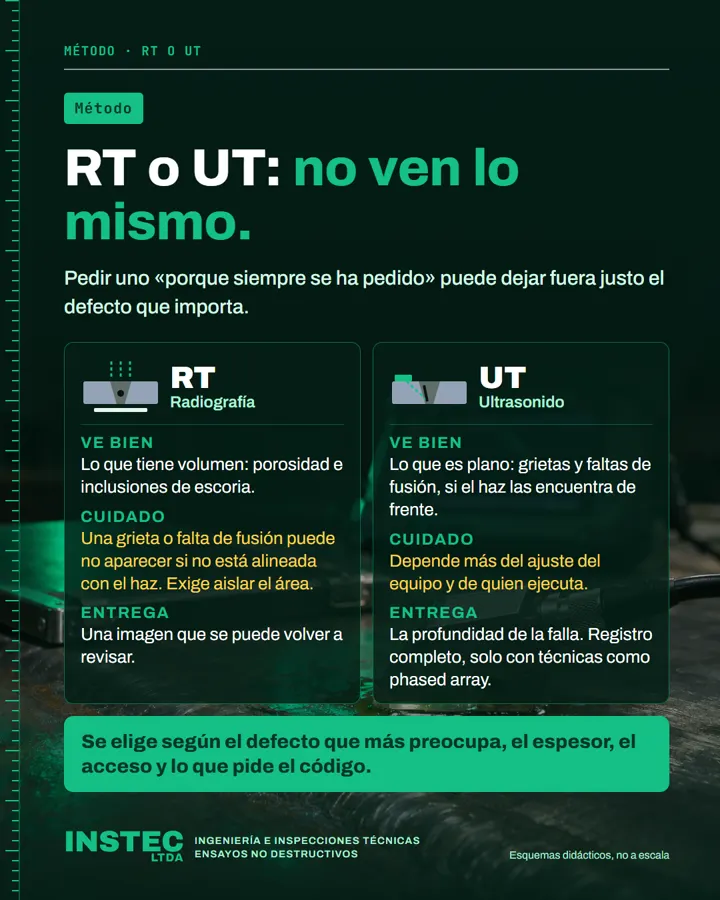 MÉTODO · RT O UT
Método
RT o UT: no ven lo
mismo.
Pedir uno «porque siempre se ha pedido» puede dejar fuera justo el
defecto que importa.
RT
Radiografía
VE BIEN
Lo que tiene volumen: porosidad e
inclusiones de escoria.
CUIDADO
Una grieta o falta de fusión puede
no aparecer si no está alineada
con el haz. Exige aislar el área.
ENTREGA
Una imagen que se puede volver a
revisar.
UT
Ultrasonido
VE BIEN
Lo que es plano: grietas y faltas de
fusión, si el haz las encuentra de
frente.
CUIDADO
Depende más del ajuste del
equipo y de quien ejecuta.
ENTREGA
La profundidad de la falla. Registro
completo, solo con técnicas como
phased array.
Se elige según el defecto que más preocupa, el espesor, el
acceso y lo que pide el código.
INSTEC
LTDA
INGENIERÍA E INSPECCIONES TÉCNICAS
ENSAYOS NO DESTRUCTIVOS
Esquemas didácticos, no a escala